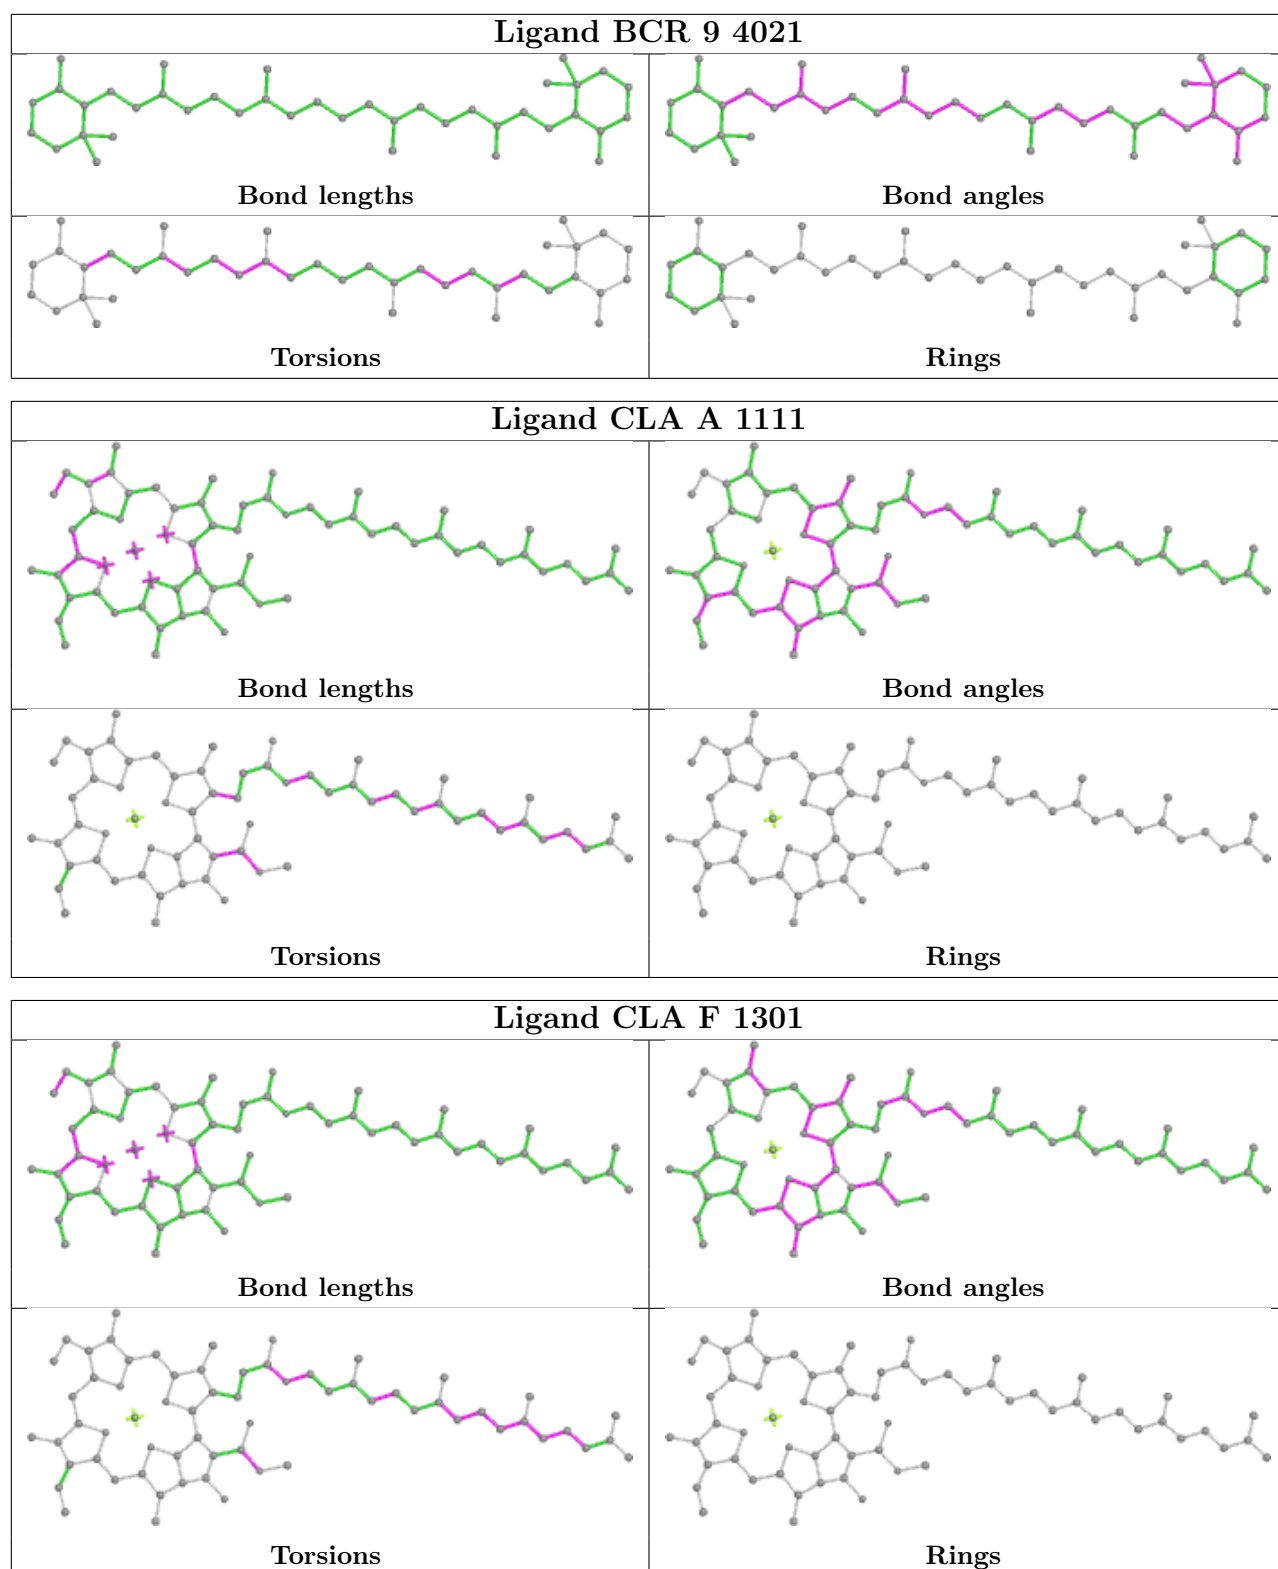 Ligand BCR 9 4021
Bond lengths
Bond angles
Torsions
Rings
Ligand CLA A 1111
Bond lengths
Bond angles
Torsions
Rings
Ligand CLA F 1301
Bond lengths
Bond angles
Torsions
Rings